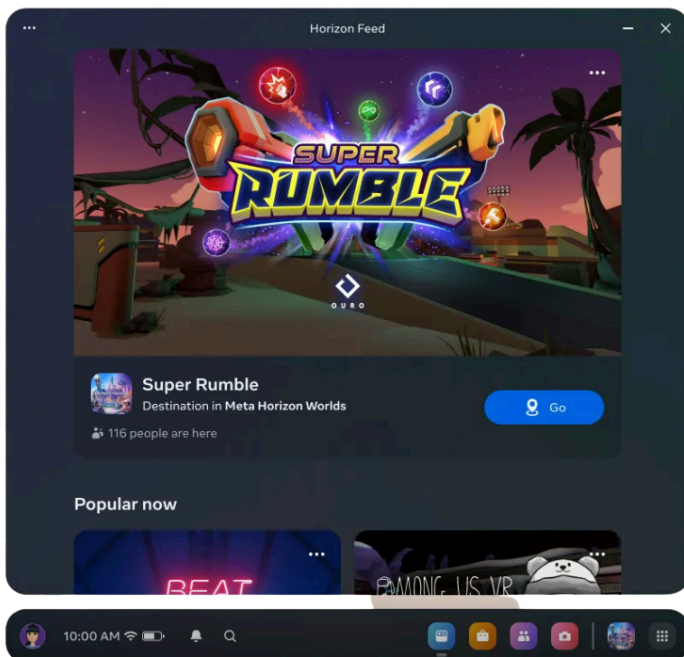 Horizon Feed
SUPER
RUMBLE
OURO
Super Rumble
Destination in Meta Horizon Worlds
Go
116 people are here
Popular now
BEAT
AMONG US VR
10:00 AM